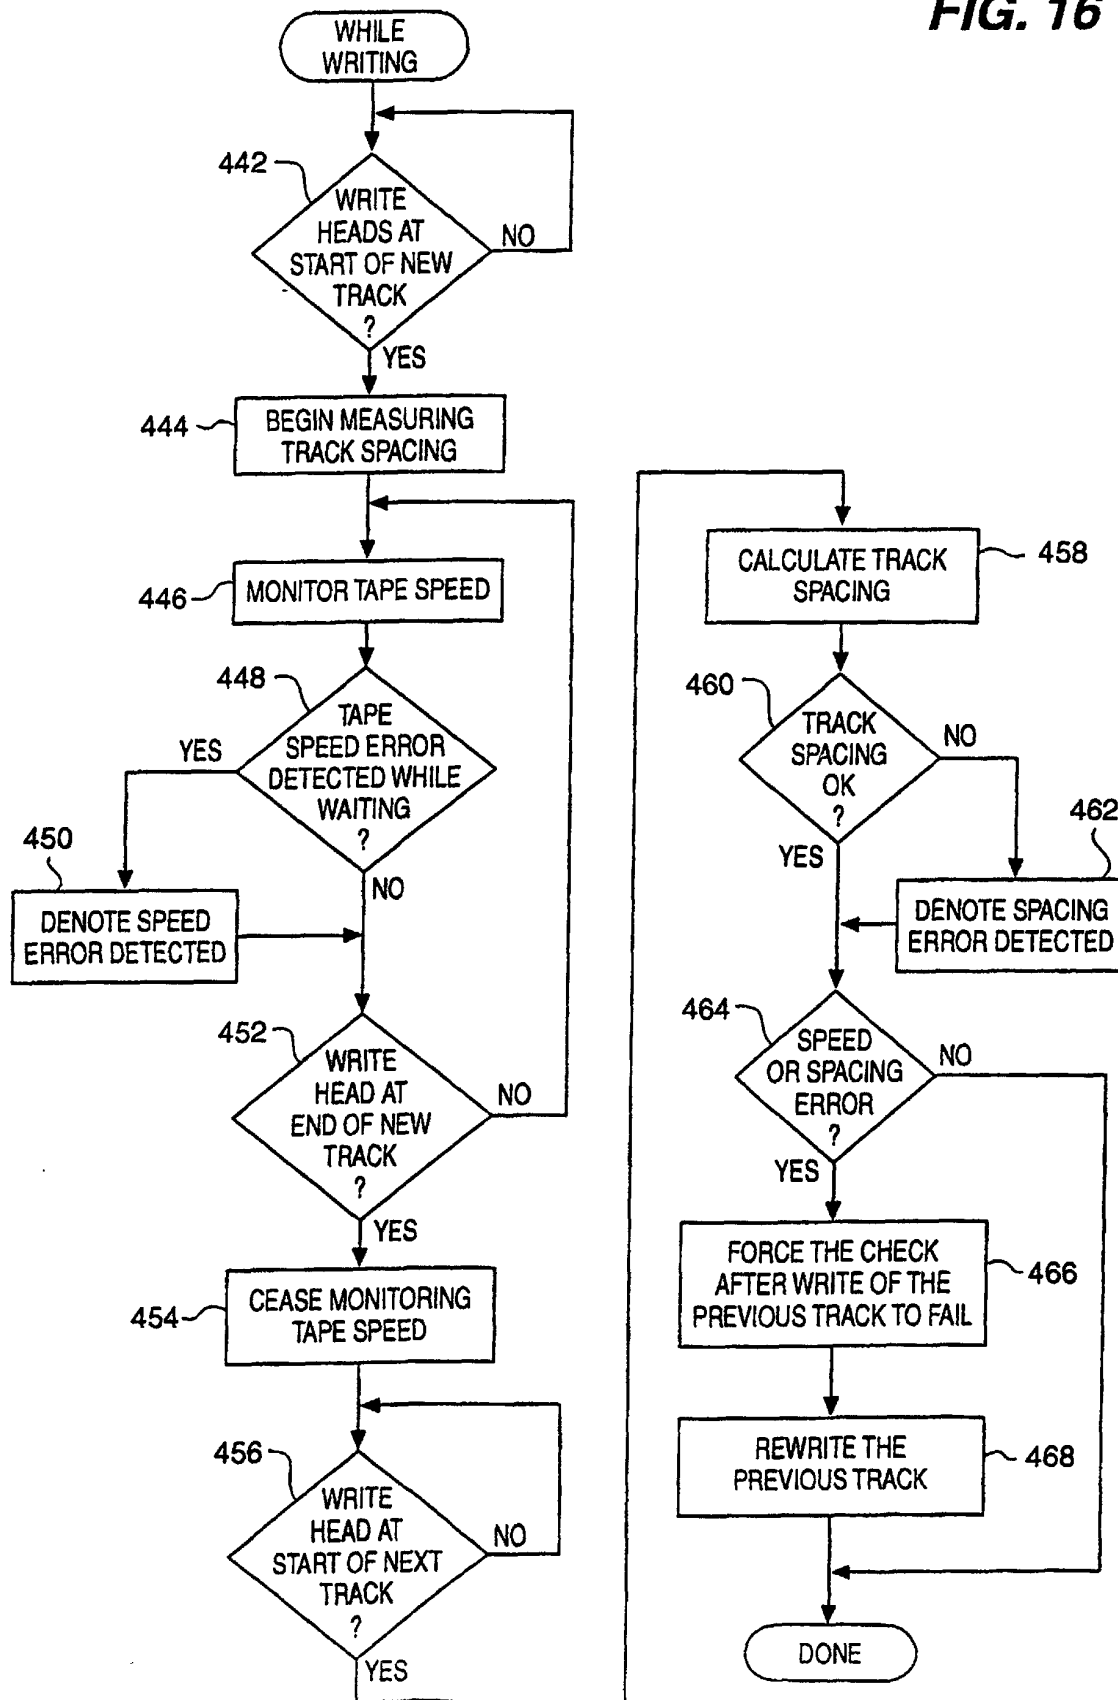 FIG. 16
WHILE
WRITING
442
WRITE
HEADS AT
START OF NEW
TRACK
?
NO
YES
444
BEGIN MEASURING
TRACK SPACING
446
MONITOR TAPE SPEED
448
TAPE
SPEED ERROR
DETECTED WHILE
WAITING
?
YES
NO
450
DENOTE SPEED
ERROR DETECTED
452
WRITE
HEAD AT
END OF NEW
TRACK
?
NO
YES
454
CEASE MONITORING
TAPE SPEED
456
WRITE
HEAD AT
START OF NEXT
TRACK
?
NO
YES
458
CALCULATE TRACK
SPACING
460
TRACK
SPACING
OK
?
NO
YES
462
DENOTE SPACING
ERROR DETECTED
464
SPEED
OR SPACING
ERROR
?
NO
YES
466
FORCE THE CHECK
AFTER WRITE OF THE
PREVIOUS TRACK TO FAIL
468
REWRITE THE
PREVIOUS TRACK
DONE